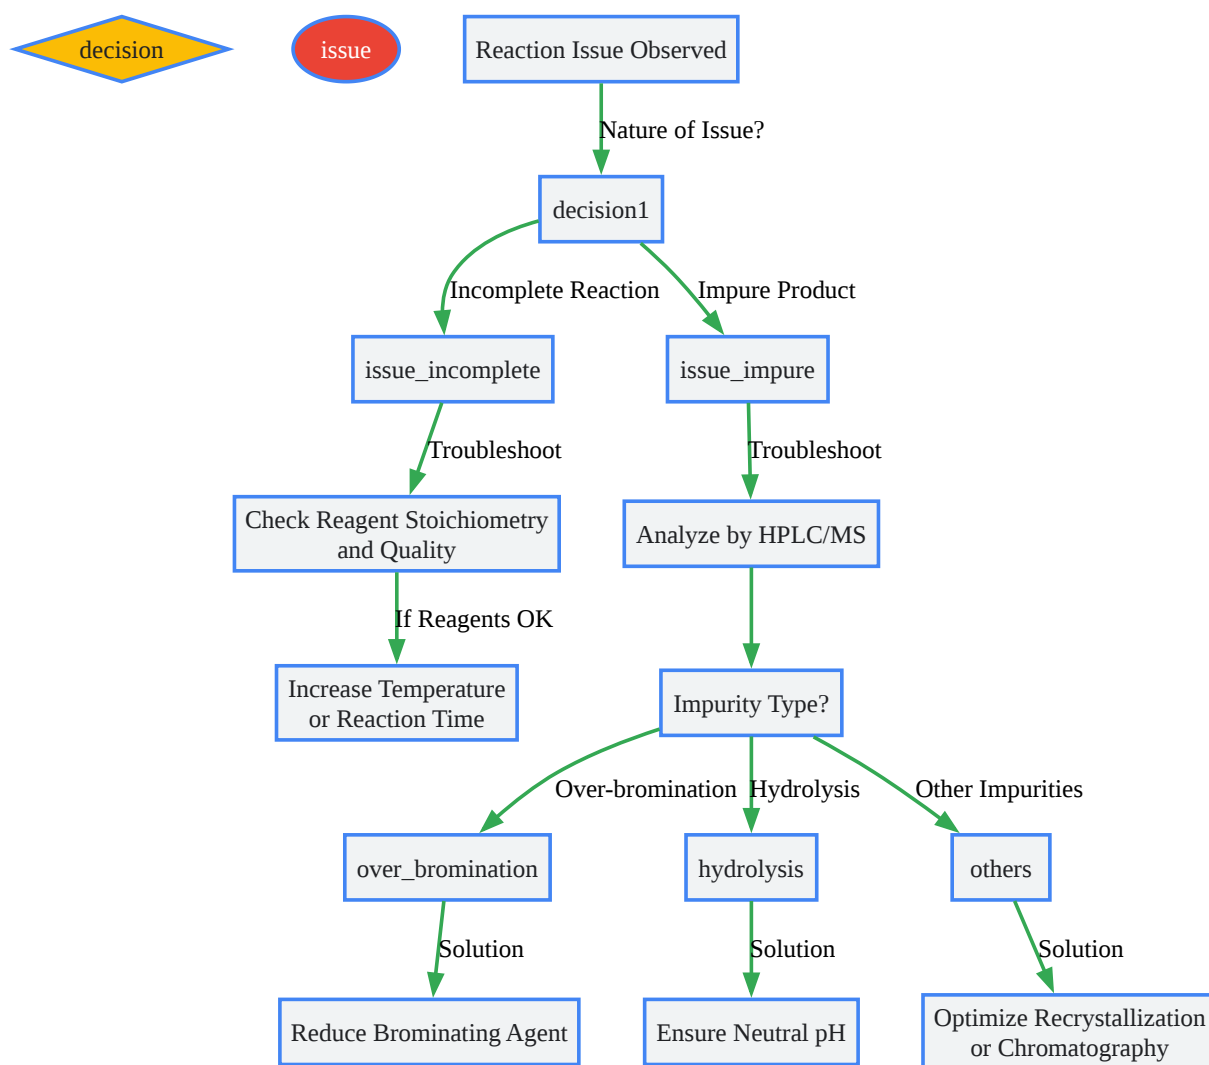 decision
issue
Reaction Issue Observed
Nature of Issue?
decision1
Incomplete Reaction
Impure Product
issue_incomplete
issue_impure
Troubleshoot
Troubleshoot
Check Reagent Stoichiometry
and Quality
Analyze by HPLC/MS
If Reagents OK
Increase Temperature
or Reaction Time
Impurity Type?
Over-bromination
Hydrolysis
Other Impurities
over_bromination
hydrolysis
others
Solution
Solution
Solution
Reduce Brominating Agent
Ensure Neutral pH
Optimize Recrystallization
or Chromatography